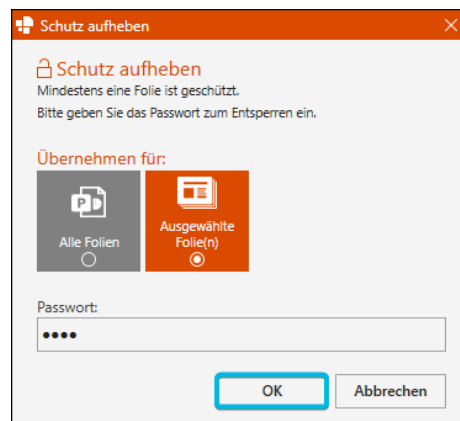 Schutz aufheben
Schutz aufheben
Mindestens eine Folie ist geschützt.
Bitte geben Sie das Passwort zum Entsperren ein.
Übernehmen für:
Alle Folien
Ausgewählte
Folie(n)
Passwort:
••••
OK
Abbrechen